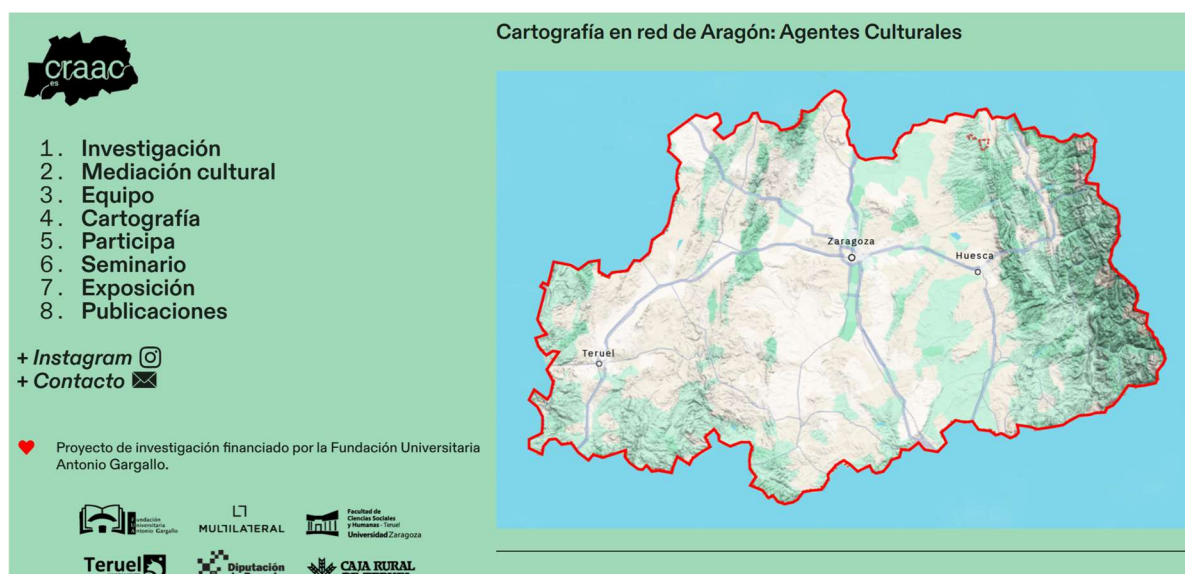 craac
es
1. Investigación
2. Mediación cultural
3. Equipo
4. Cartografía
5. Participa
6. Seminario
7. Exposición
8. Publicaciones
+ Instagram
+ Contacto
Proyecto de investigación financiado por la Fundación Universitaria
Antonio Gargallo.
Fundación
Universitaria
Antonio Gargallo
MULTILATERAL
Facultad de
Ciencias Sociales
y Humanas - Teruel
Universidad Zaragoza
Teruel
Diputación
CAJA RURAL
DE TERUEL
Cartografía en red de Aragón: Agentes Culturales
Zaragoza
Huesca
Teruel